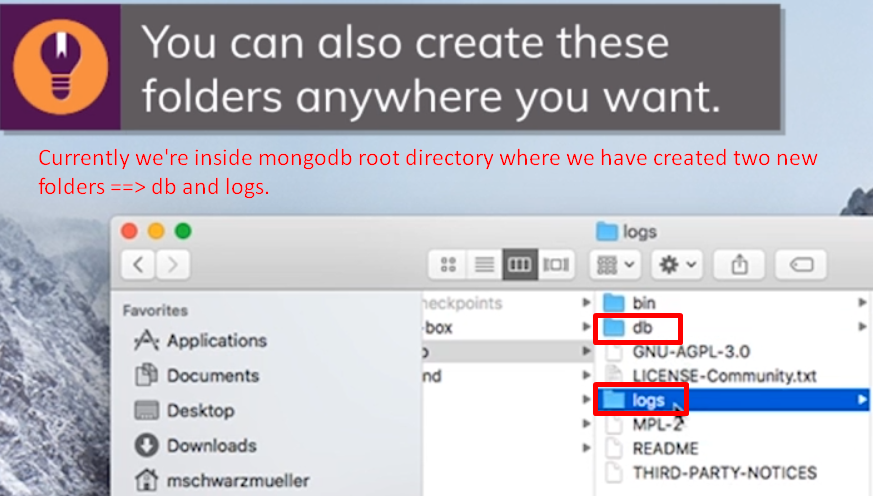 You can also create these
folders anywhere you want.
Currently we're inside mongodb root directory where we have created two new
folders ==> db and logs.
logs
Favorites
Applications
Documents
Desktop
Downloads
mschwarzmueller
heckpoints
-box
nd
bin
db
GNU-AGPL-3.0
LICENSE-Community.txt
logs
MPL-2
README
THIRD-PARTY-NOTICES